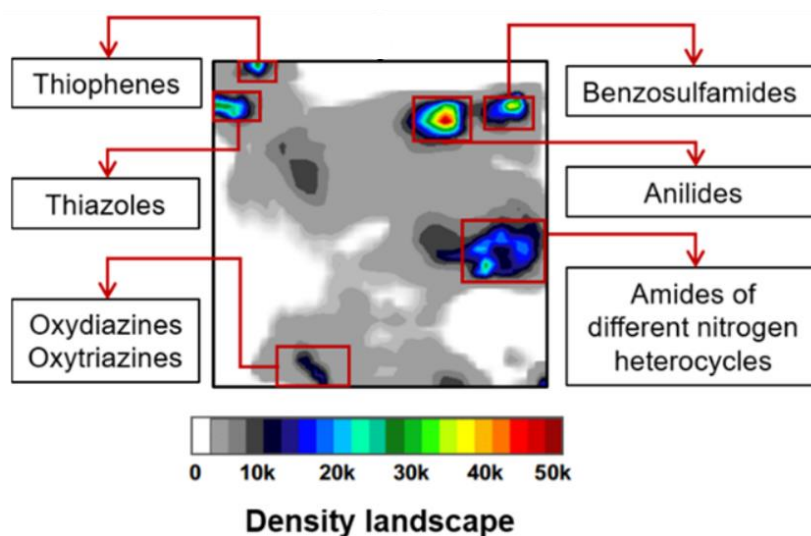 Thiophenes
Benzosulfamides
Thiazoles
Anilides
Oxydiazines
Oxytriazines
Amides of
different nitrogen
heterocycles
0 10k 20k 30k 40k 50k
Density landscape